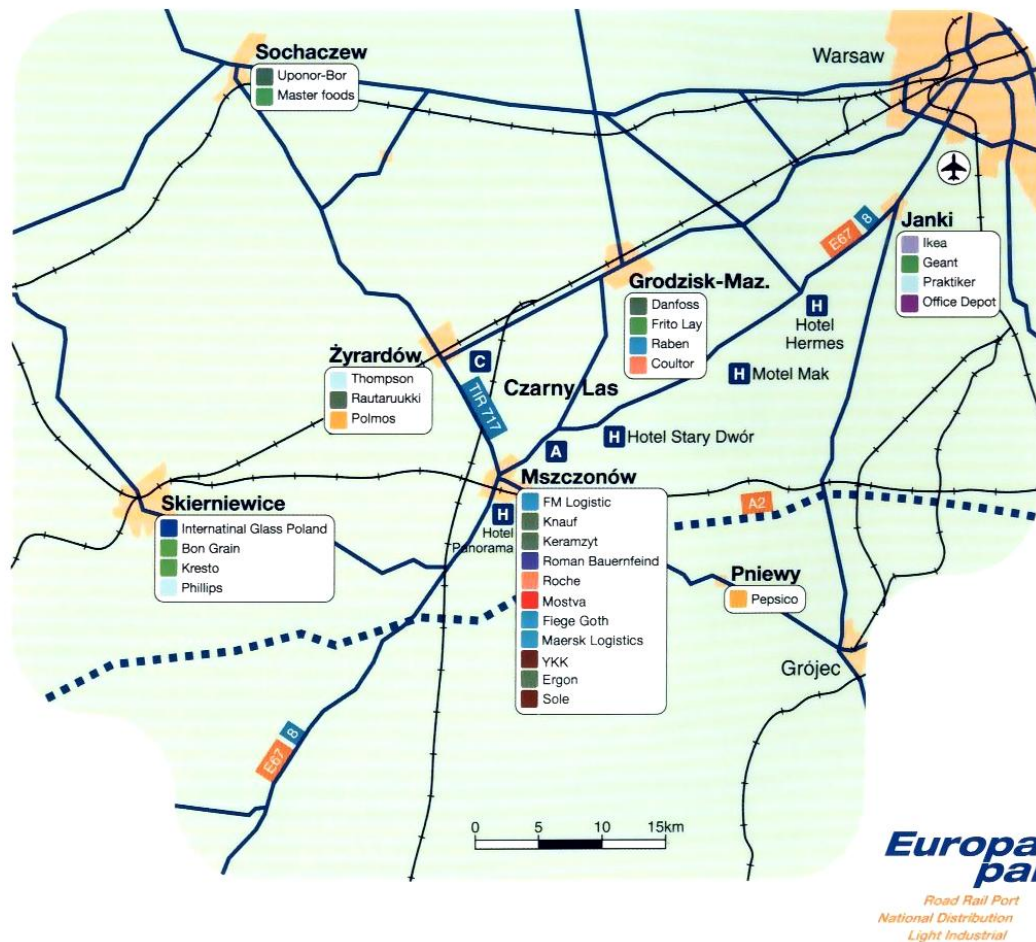 Sochaczew
Uponor-Bor
Master foods
Warsaw
E67
8
Janki
Ikea
Geant
Praktiker
Office Depot
Grodzisk-Maz.
Danfoss
Frito Lay
Raben
Coultor
H
Hotel
Hermes
H Motel Mak
Żyrardów
Thompson
Rautaruukki
Polmos
C
TIR 717
Czarny Las
A
H Hotel Stary Dwór
Skierniewice
Internatinal Glass Poland
Bon Grain
Kresto
Phillips
H
Hotel
Panorama
Mszczonów
FM Logistic
Knauf
Keramzyt
Roman Bauernfeind
Roche
Mostva
Fiege Goth
Maersk Logistics
YKK
Ergon
Sole
A2
Pniewy
Pepsico
Grójec
E67
8
0 5 10 15km
Europa
par
Road Rail Port
National Distribution
Light Industrial